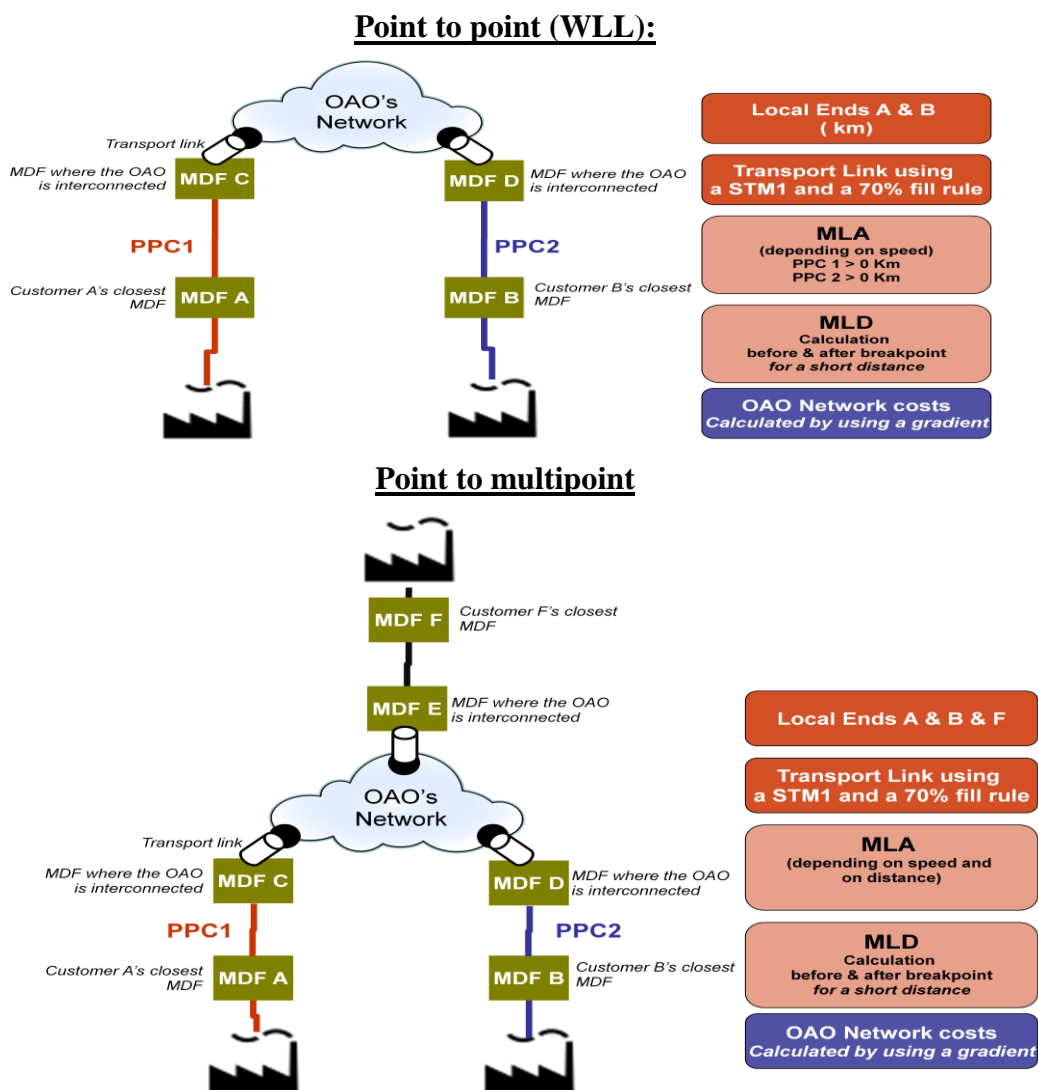 Point to point (WLL):
OAO's
Network
Transport link
MDF where the OAO
is interconnected
MDF C
MDF D
MDF where the OAO
is interconnected
PPC1
PPC2
Customer A's closest
MDF
MDF A
MDF B
Customer B's closest
MDF
Local Ends A & B
( km)
Transport Link using
a STM1 and a 70% fill rule
MLA
(depending on speed)
PPC 1 > 0 Km
PPC 2 > 0 Km
MLD
Calculation
before & after breakpoint
for a short distance
OAO Network costs
Calculated by using a gradient
Point to multipoint
MDF F
Customer F's closest
MDF
MDF E
MDF where the OAO
is interconnected
OAO's
Network
Transport link
MDF where the OAO
is interconnected
MDF C
MDF D
MDF where the OAO
is interconnected
PPC1
PPC2
Customer A's closest
MDF
MDF A
MDF B
Customer B's closest
MDF
Local Ends A & B & F
Transport Link using
a STM1 and a 70% fill rule
MLA
(depending on speed and
on distance)
MLD
Calculation
before & after breakpoint
for a short distance
OAO Network costs
Calculated by using a gradient